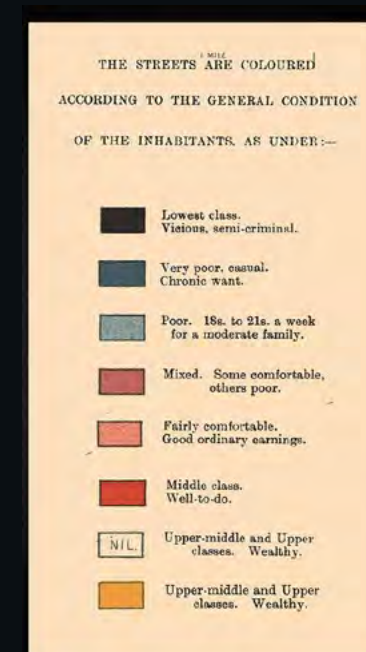 1 MILE
THE STREETS ARE COLOURED
ACCORDING TO THE GENERAL CONDITION
OF THE INHABITANTS, AS UNDER:—
Lowest class.
Vicious, semi-criminal.
Very poor, casual.
Chronic want.
Poor. 18s. to 21s. a week
for a moderate family.
Mixed. Some comfortable,
others poor.
Fairly comfortable.
Good ordinary earnings.
Middle class.
Well-to-do.
NIL.
Upper-middle and Upper
classes. Wealthy.
Upper-middle and Upper
classes. Wealthy.